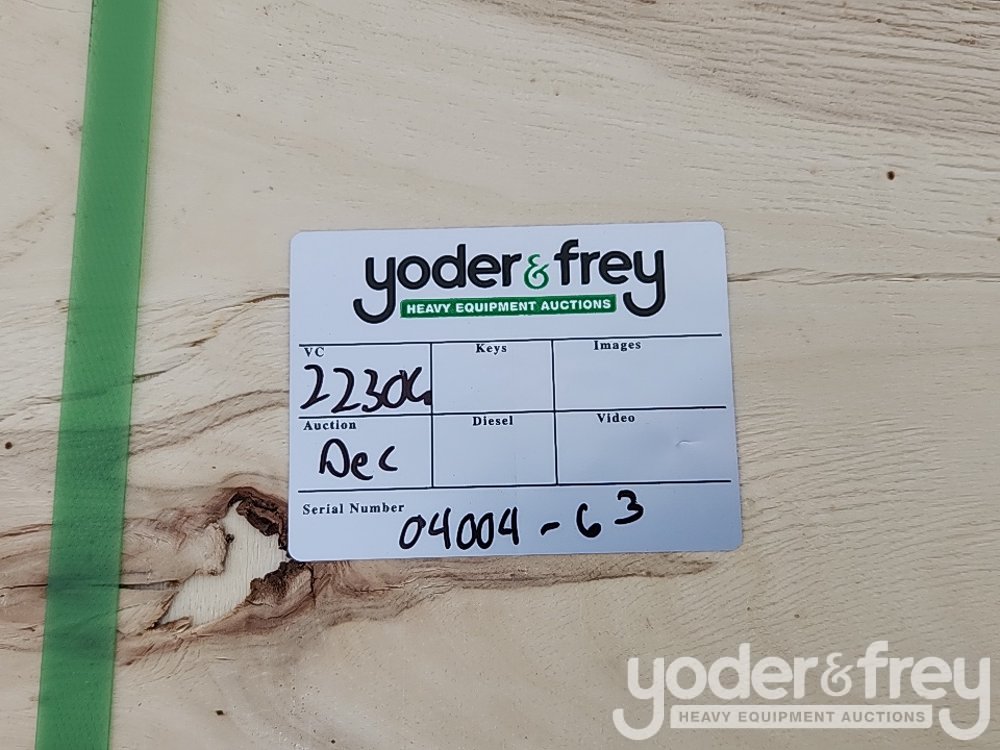 yoder & frey
HEAVY EQUIPMENT AUCTIONS
VC Keys Images
Auction Diesel Video
Dec
Serial Number 04004-63
yoder & frey
HEAVY EQUIPMENT AUCTIONS